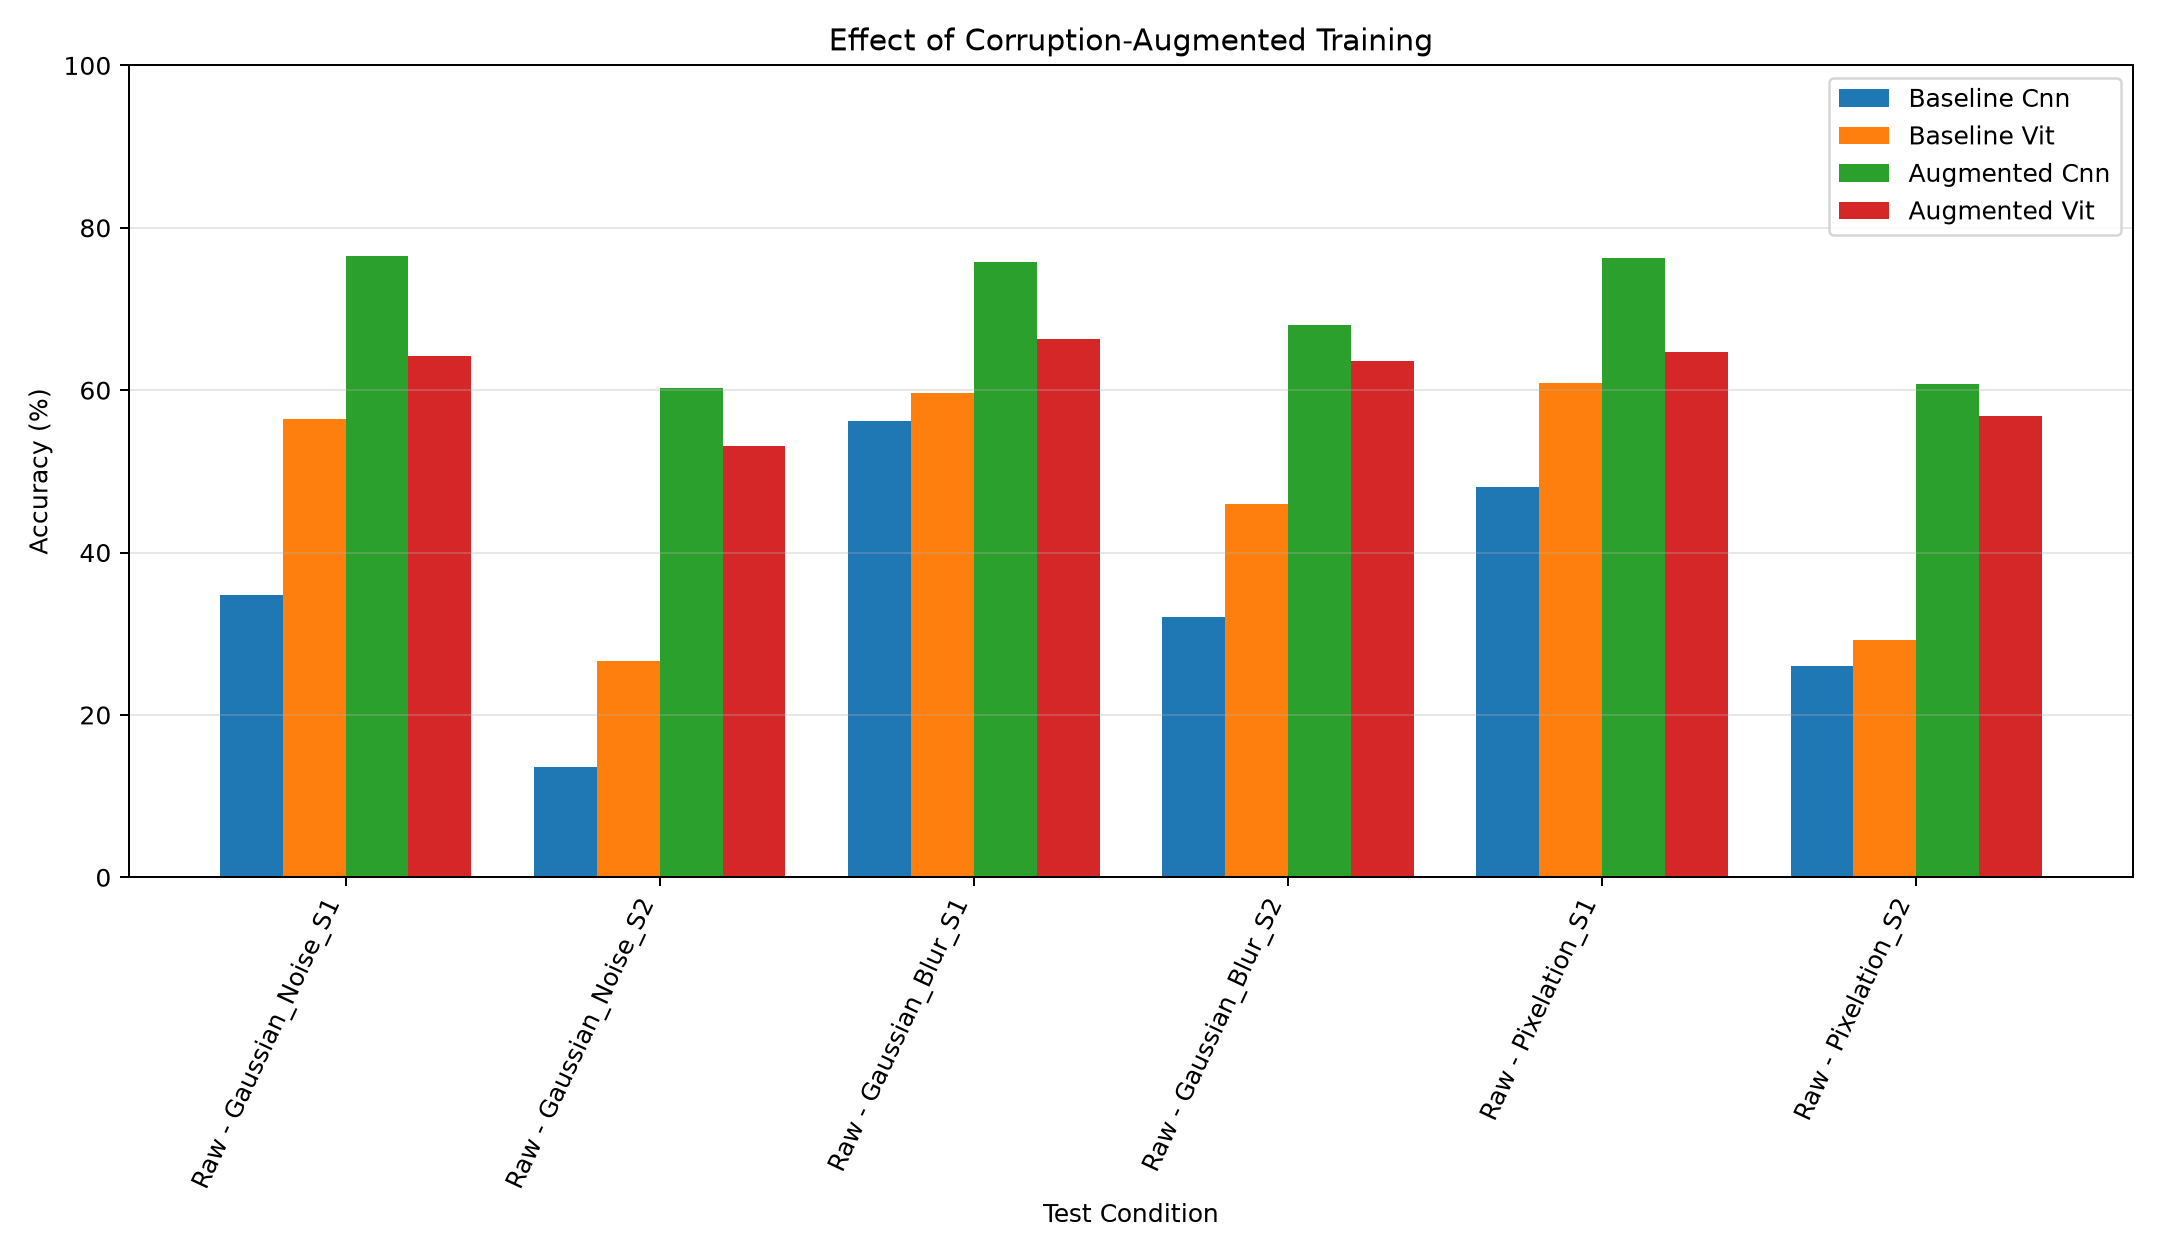 Effect of Corruption-Augmented Training
100
80
60
40
20
0
Accuracy (%)
Baseline Cnn
Baseline Vit
Augmented Cnn
Augmented Vit
Raw - Gaussian_Noise_S1
Raw - Gaussian_Noise_S2
Raw - Gaussian_Blur_S1
Raw - Gaussian_Blur_S2
Raw - Pixelation_S1
Raw - Pixelation_S2
Test Condition